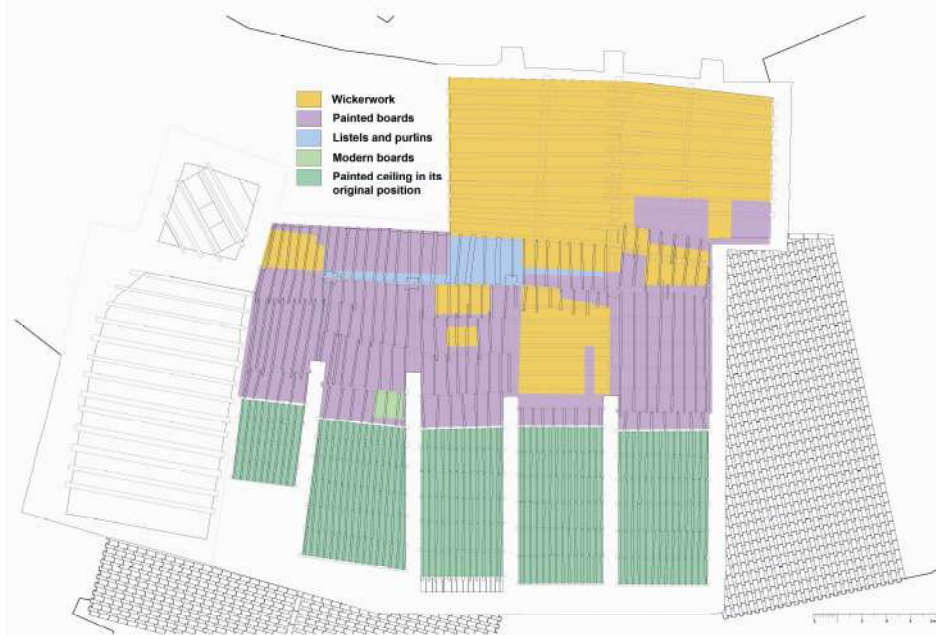 Wickerwork
Painted boards
Listels and purlins
Modern boards
Painted ceiling in its
original position